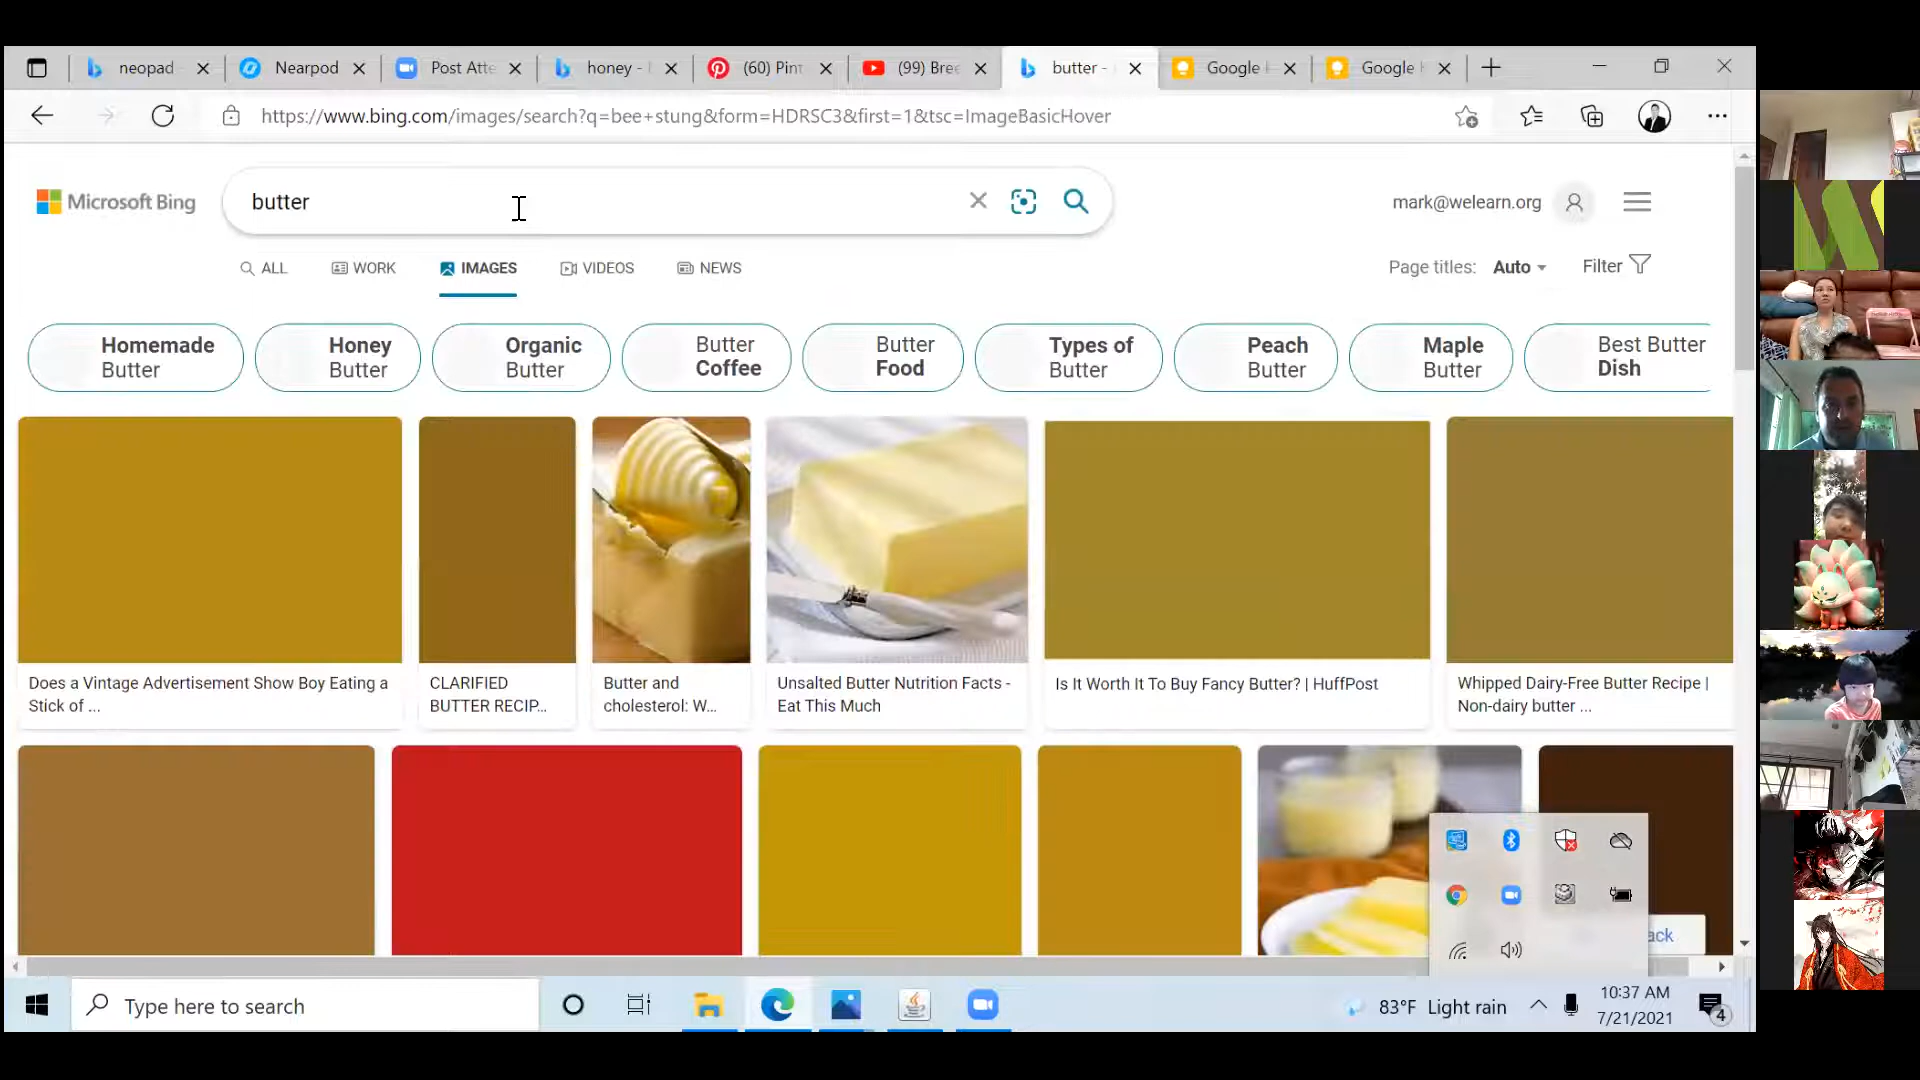 neopad
Nearpod
Post Atte
honey -
(60) Pint
(99) Bree
butter -
Google
Google
https://www.bing.com/images/search?q=bee+stung&form=HDRSC3&first=1&tsc=ImageBasicHover
Microsoft Bing
butter
mark@welearn.org
ALL
WORK
IMAGES
VIDEOS
NEWS
Page titles: Auto
Filter
Homemade
Butter
Honey
Butter
Organic
Butter
Butter
Coffee
Butter
Food
Types of
Butter
Peach
Butter
Maple
Butter
Best Butter
Dish
Does a Vintage Advertisement Show Boy Eating a
Stick of ...
CLARIFIED
BUTTER RECIP...
Butter and
cholesterol: W...
Unsalted Butter Nutrition Facts -
Eat This Much
Is It Worth It To Buy Fancy Butter? | HuffPost
Whipped Dairy-Free Butter Recipe |
Non-dairy butter ...
ack
Type here to search
83°F Light rain
10:37 AM
7/21/2021
4